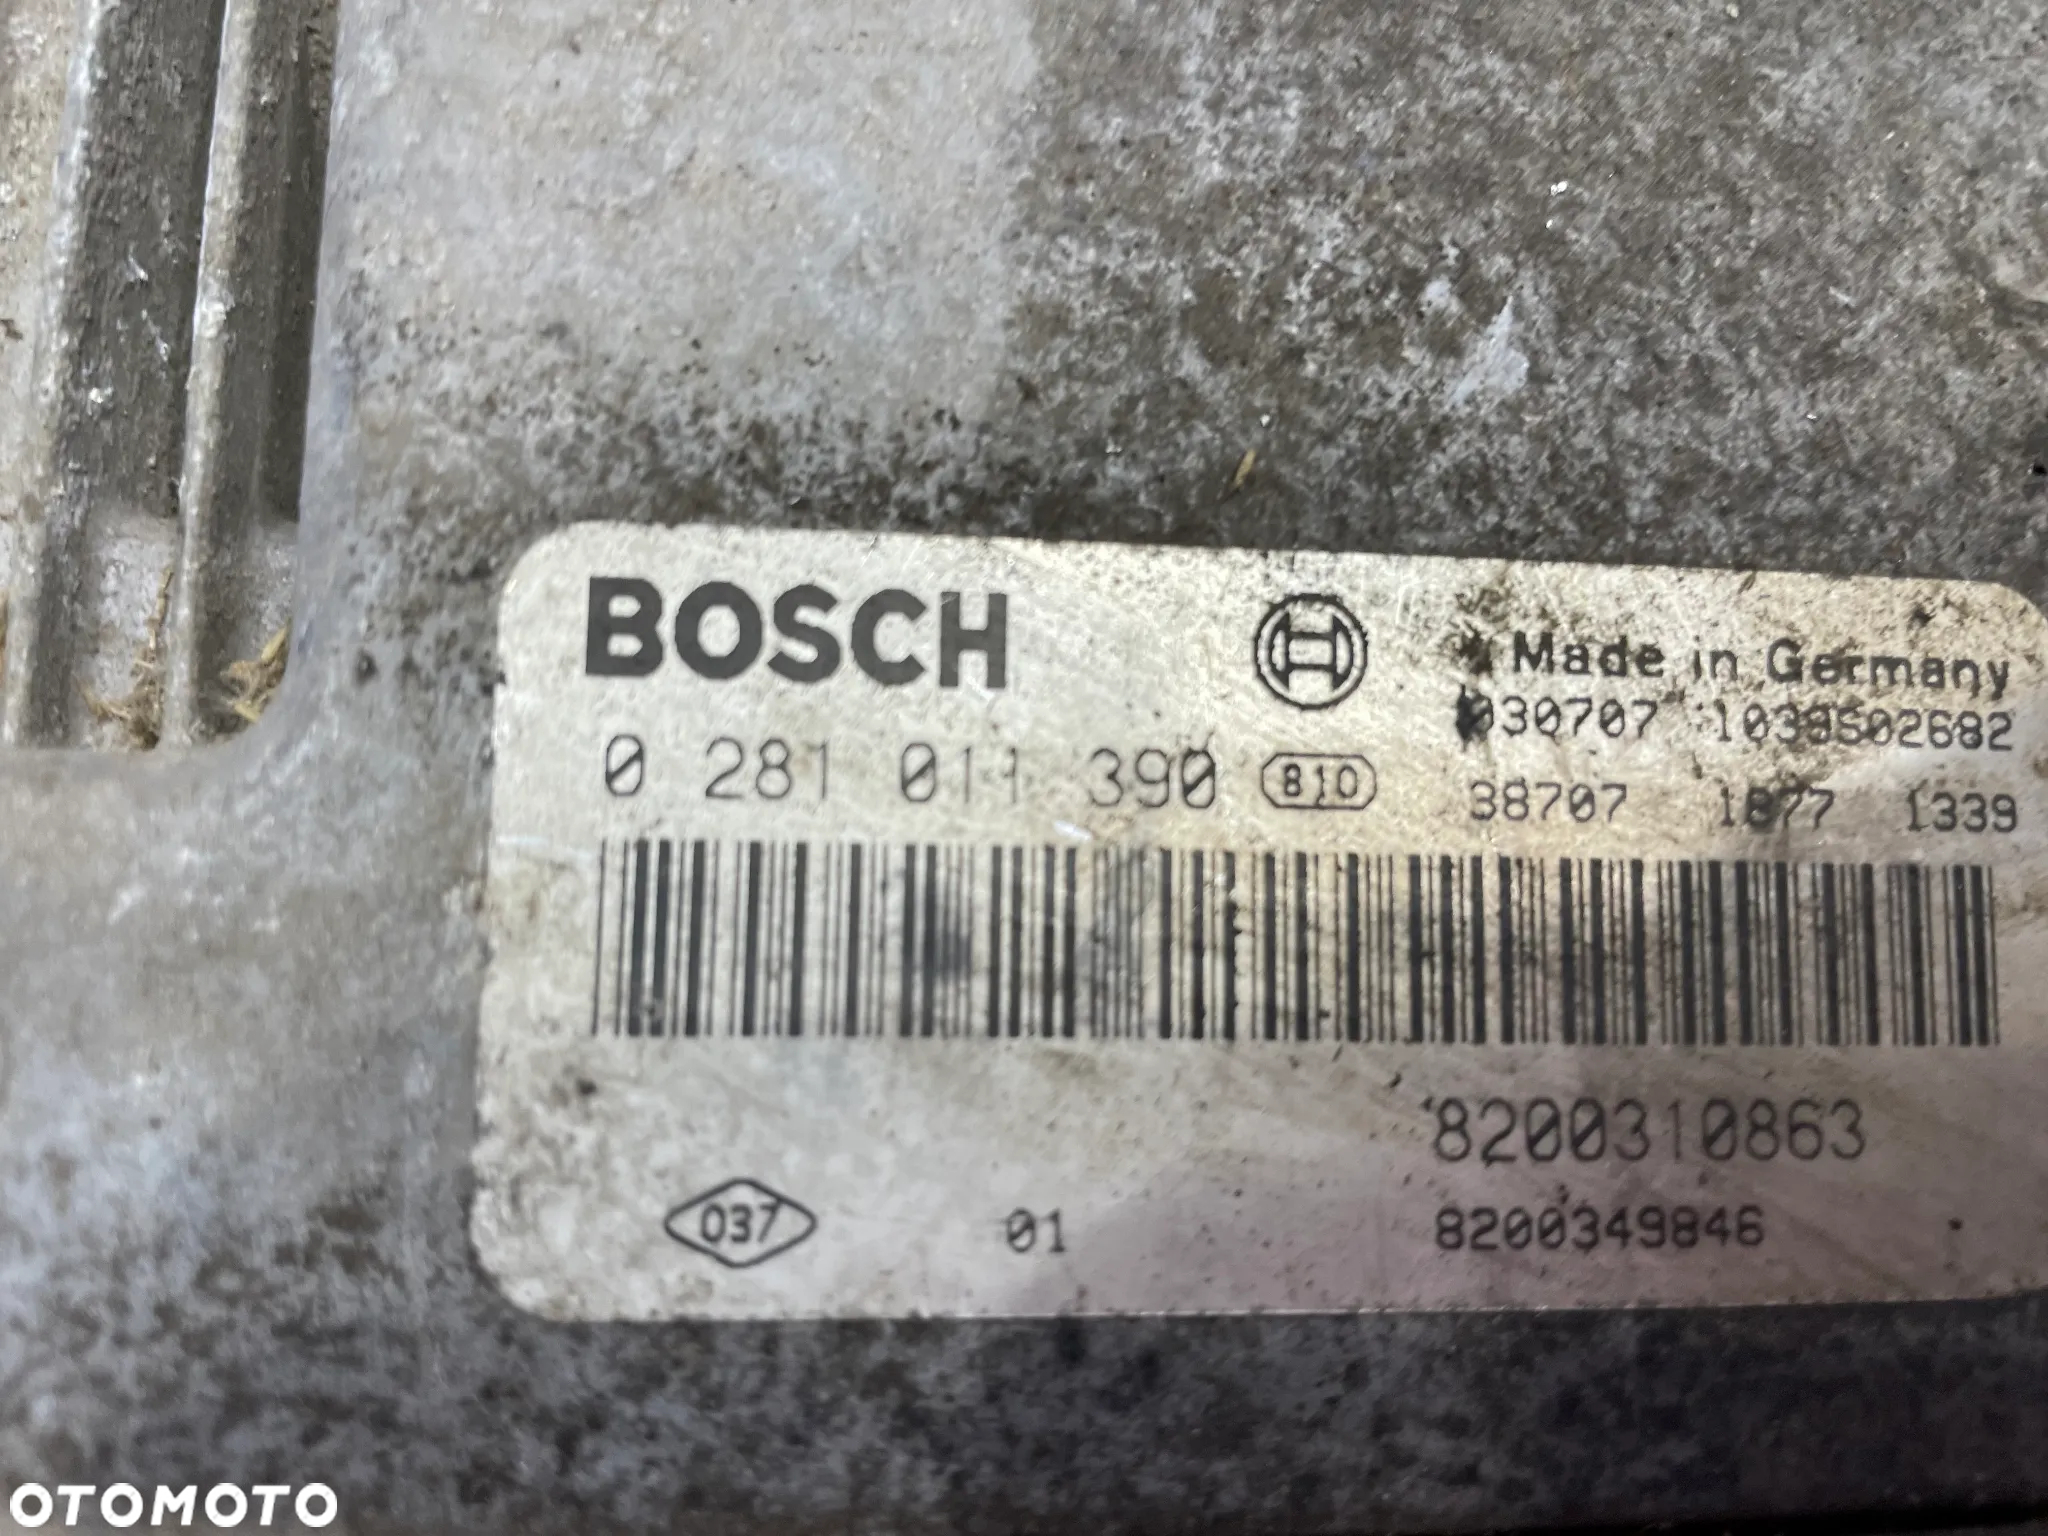 BOSCH
Made in Germany
030707 1039S02682
0 281 011 390 810
38707 1877 1339
8200310863
037 01 8200349846
OTOMOTO